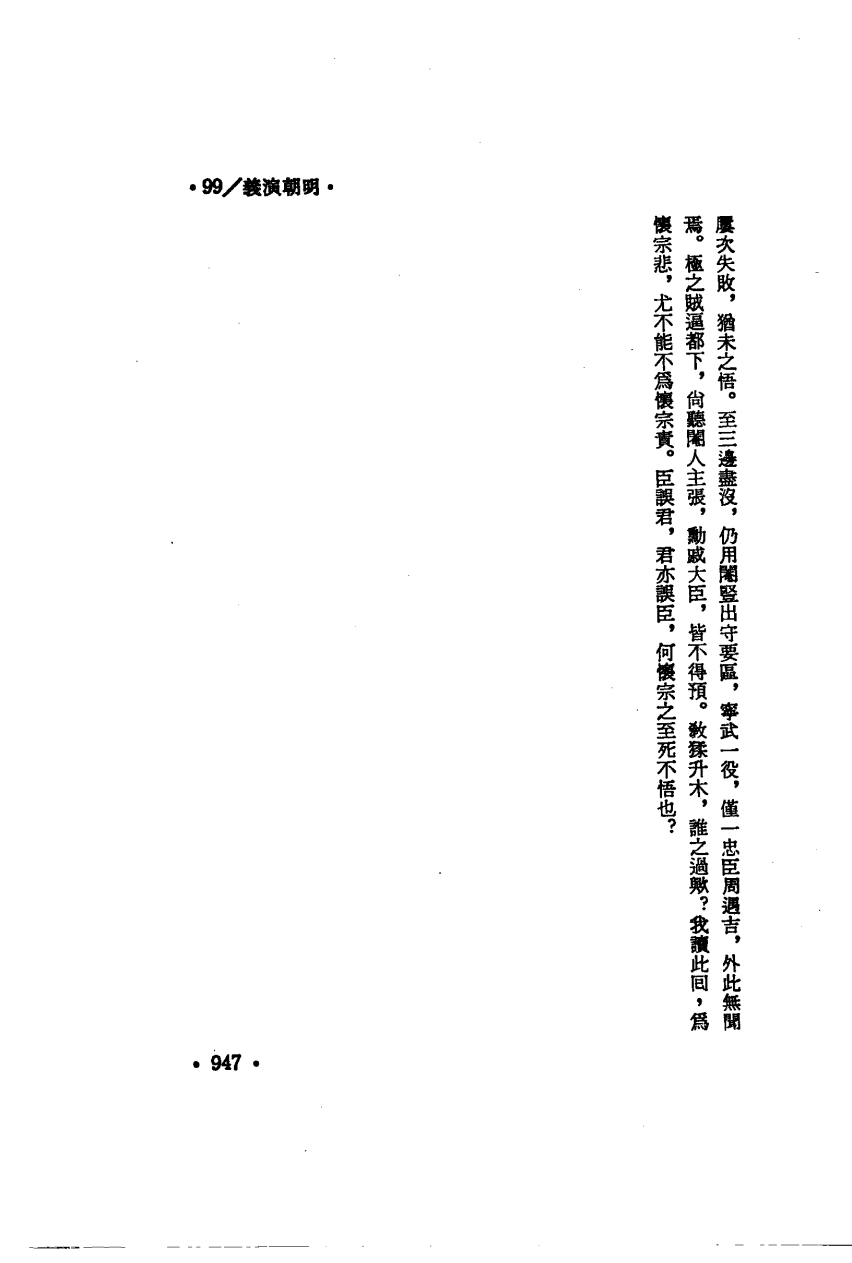 •99／義演朝明•
屢次失敗，猶未之悟。至三邊盡沒，仍用閹豎出守要區，寧武一役，僅一忠臣周遇吉，外此無聞
焉。極之賊逼都下，尙聽閹人主張，勳戚大臣，皆不得預。敎猱升木，誰之過歟？我讀此回，爲
懷宗悲，尤不能不爲懷宗責。臣誤君，君亦誤臣，何懷宗之至死不悟也？
•947•